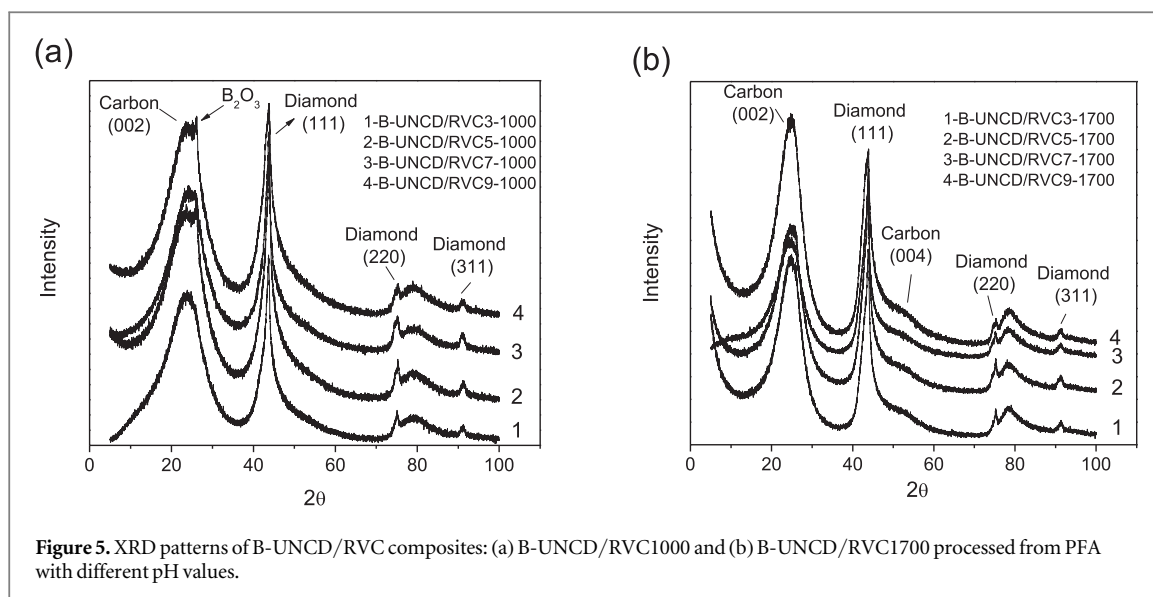 (a)
Carbon
(002)
B₂O₃
Diamond
(111)
1-B-UNCD/RVC3-1000
2-B-UNCD/RVC5-1000
3-B-UNCD/RVC7-1000
4-B-UNCD/RVC9-1000
Diamond
(220)
Diamond
(311)
4
3
2
1
Intensity
0 20 40 60 80 100
2θ
(b)
Carbon
(002)
Diamond
(111)
1-B-UNCD/RVC3-1700
2-B-UNCD/RVC5-1700
3-B-UNCD/RVC7-1700
4-B-UNCD/RVC9-1700
Carbon
(004)
Diamond
(220)
Diamond
(311)
4
3
2
1
Intensity
0 20 40 60 80 100
2θ
Figure 5. XRD patterns of B-UNCD/RVC composites: (a) B-UNCD/RVC1000 and (b) B-UNCD/RVC1700 processed from PFA
with different pH values.